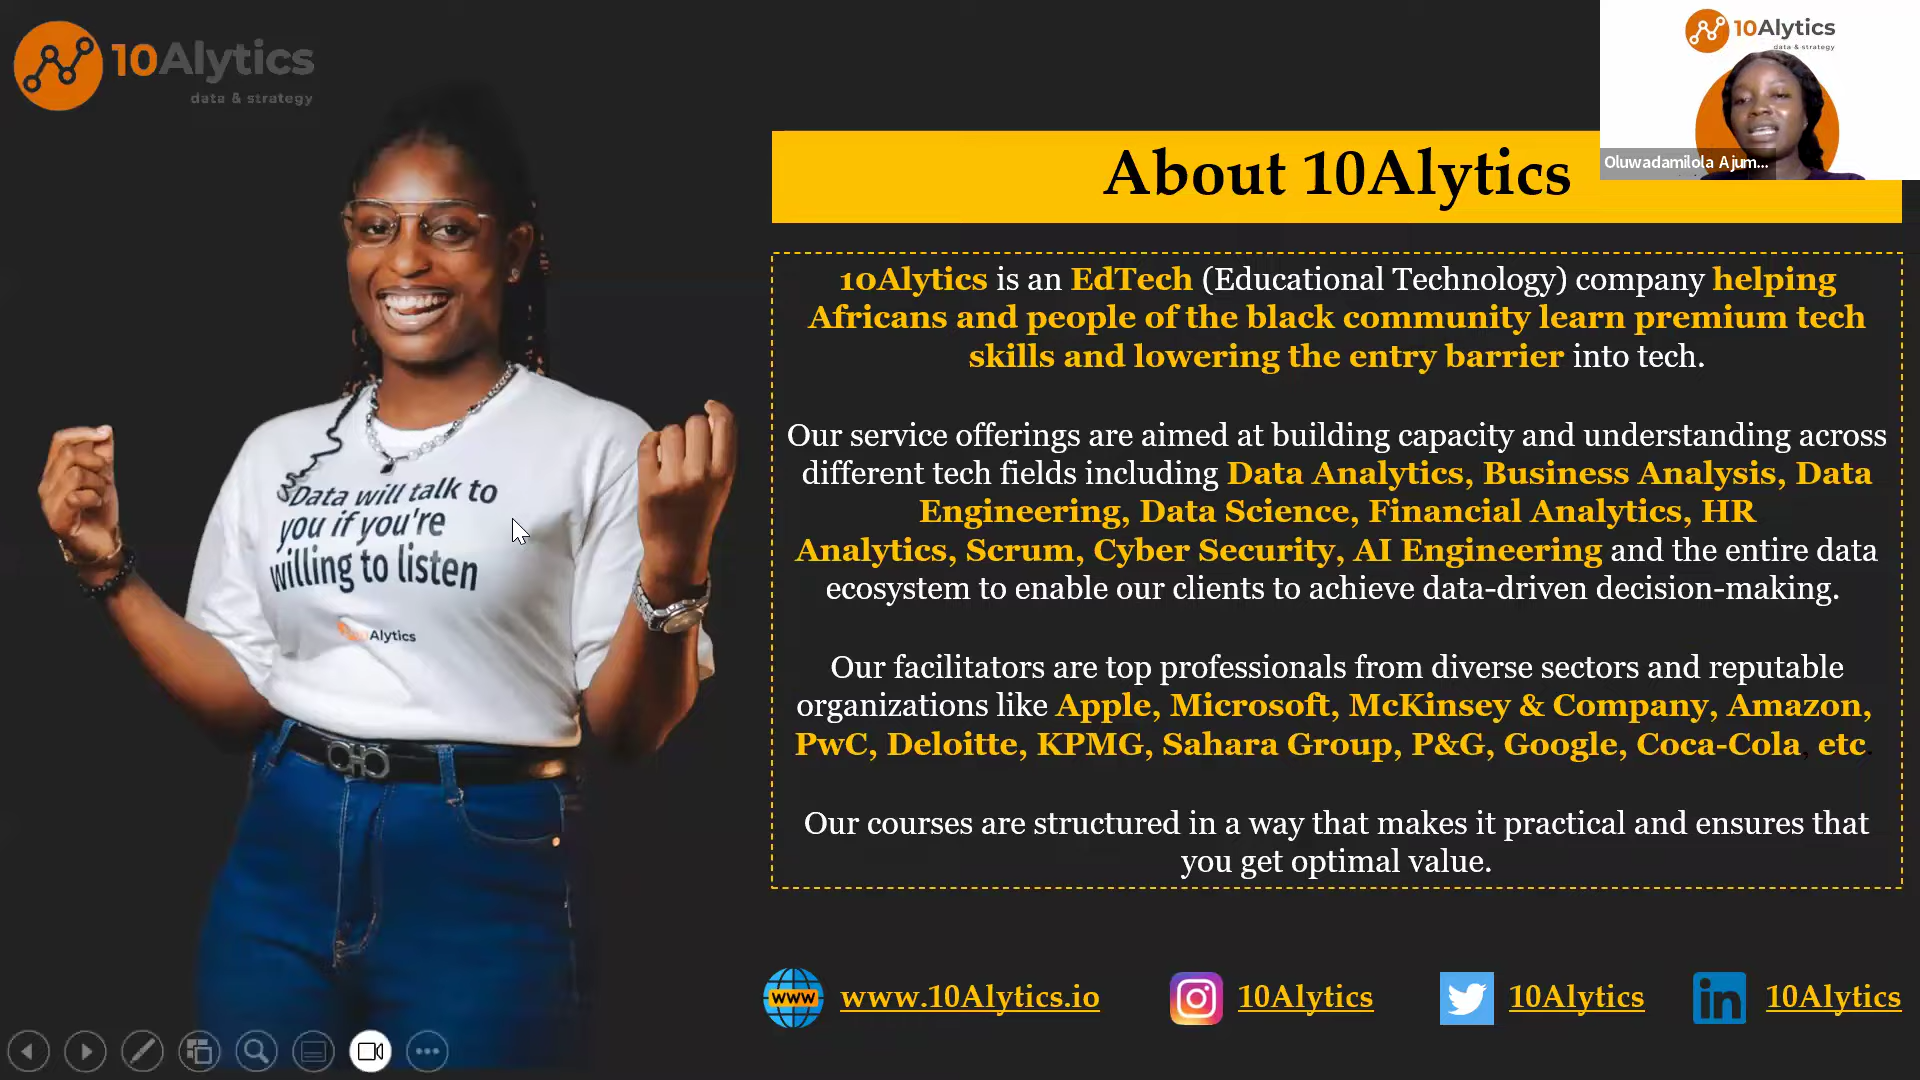 10Alytics
data & strategy
10Alytics
data & strategy
Oluwadamilola Ajum...
About 10Alytics
10Alytics is an EdTech (Educational Technology) company helping
Africans and people of the black community learn premium tech
skills and lowering the entry barrier into tech.
Our service offerings are aimed at building capacity and understanding across
different tech fields including Data Analytics, Business Analysis, Data
Engineering, Data Science, Financial Analytics, HR
Analytics, Scrum, Cyber Security, AI Engineering and the entire data
ecosystem to enable our clients to achieve data-driven decision-making.
Our facilitators are top professionals from diverse sectors and reputable
organizations like Apple, Microsoft, McKinsey & Company, Amazon,
PwC, Deloitte, KPMG, Sahara Group, P&G, Google, Coca-Cola, etc.
Our courses are structured in a way that makes it practical and ensures that
you get optimal value.
Data will talk to
you if you're
willing to listen
10Alytics
www
www.10Alytics.io
10Alytics
10Alytics
in
10Alytics